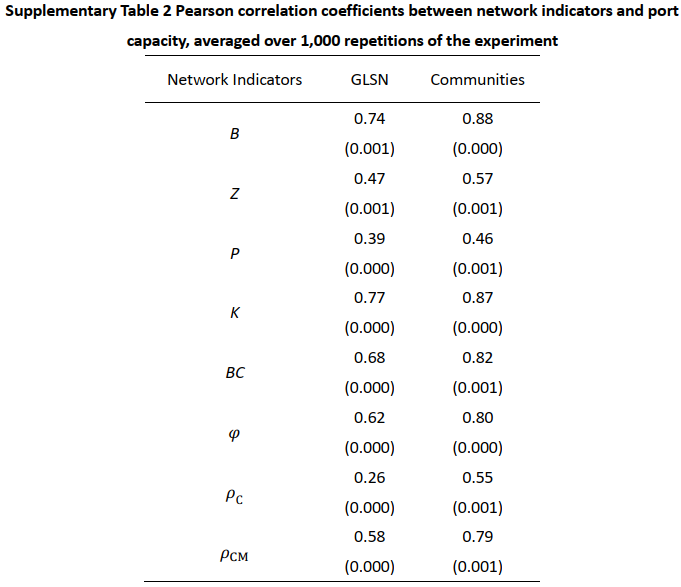 Supplementary Table 2 Pearson correlation coefficients between network indicators and port
capacity, averaged over 1,000 repetitions of the experiment
Network Indicators GLSN Communities
B 0.74 0.88
(0.001) (0.000)
Z 0.47 0.57
(0.001) (0.001)
P 0.39 0.46
(0.000) (0.001)
K 0.77 0.87
(0.000) (0.000)
BC 0.68 0.82
(0.000) (0.001)
φ 0.62 0.80
(0.000) (0.000)
ρC 0.26 0.55
(0.000) (0.001)
ρCM 0.58 0.79
(0.000) (0.001)